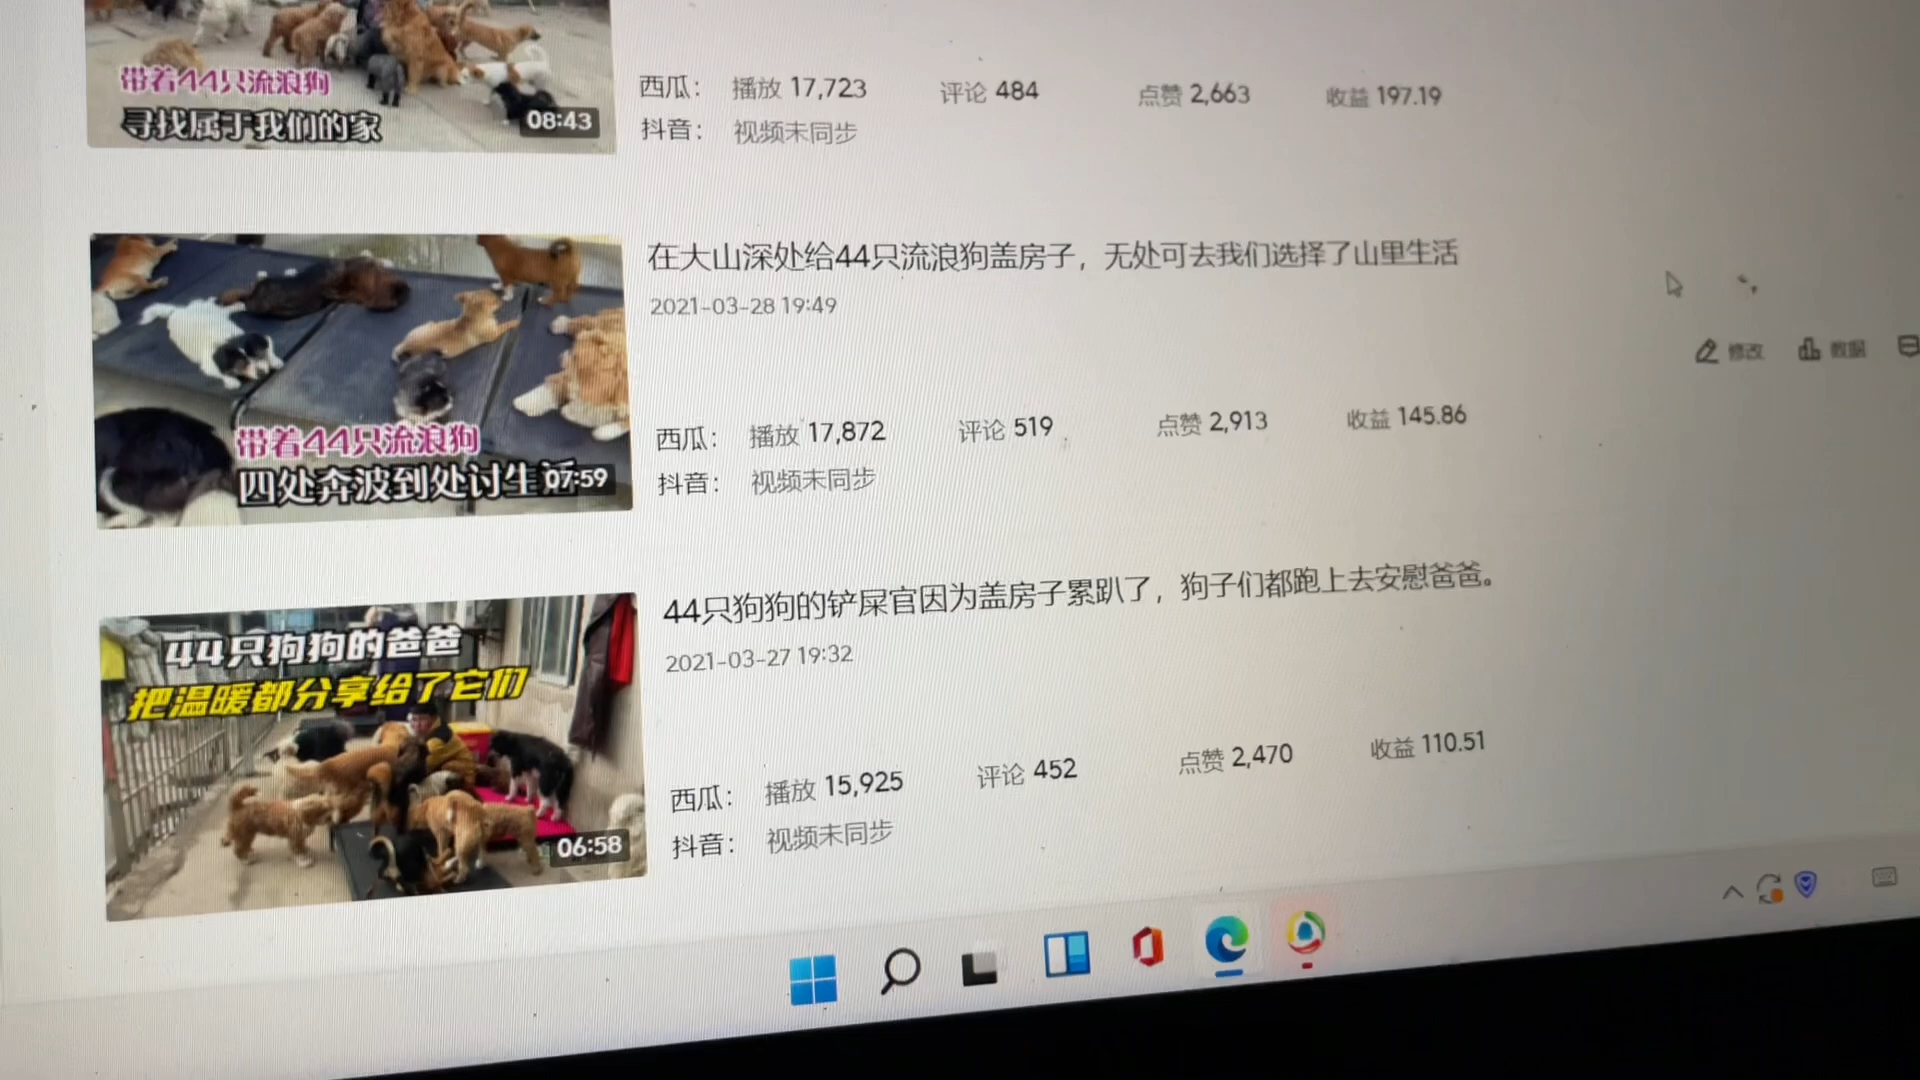 带着44只流浪狗
寻找属于我们的家
08:43
西瓜： 播放 17,723 评论 484 点赞 2,663 收益 197.19
抖音： 视频未同步
带着44只流浪狗
四处奔波到处讨生活
07:59
在大山深处给44只流浪狗盖房子，无处可去我们选择了山里生活
2021-03-28 19:49
修改 数据
西瓜： 播放 17,872 评论 519 点赞 2,913 收益 145.86
抖音： 视频未同步
44只狗狗的爸爸
把温暖都分享给了它们
06:58
44只狗狗的铲屎官因为盖房子累趴了，狗子们都跑上去安慰爸爸。
2021-03-27 19:32
西瓜： 播放 15,925 评论 452 点赞 2,470 收益 110.51
抖音： 视频未同步